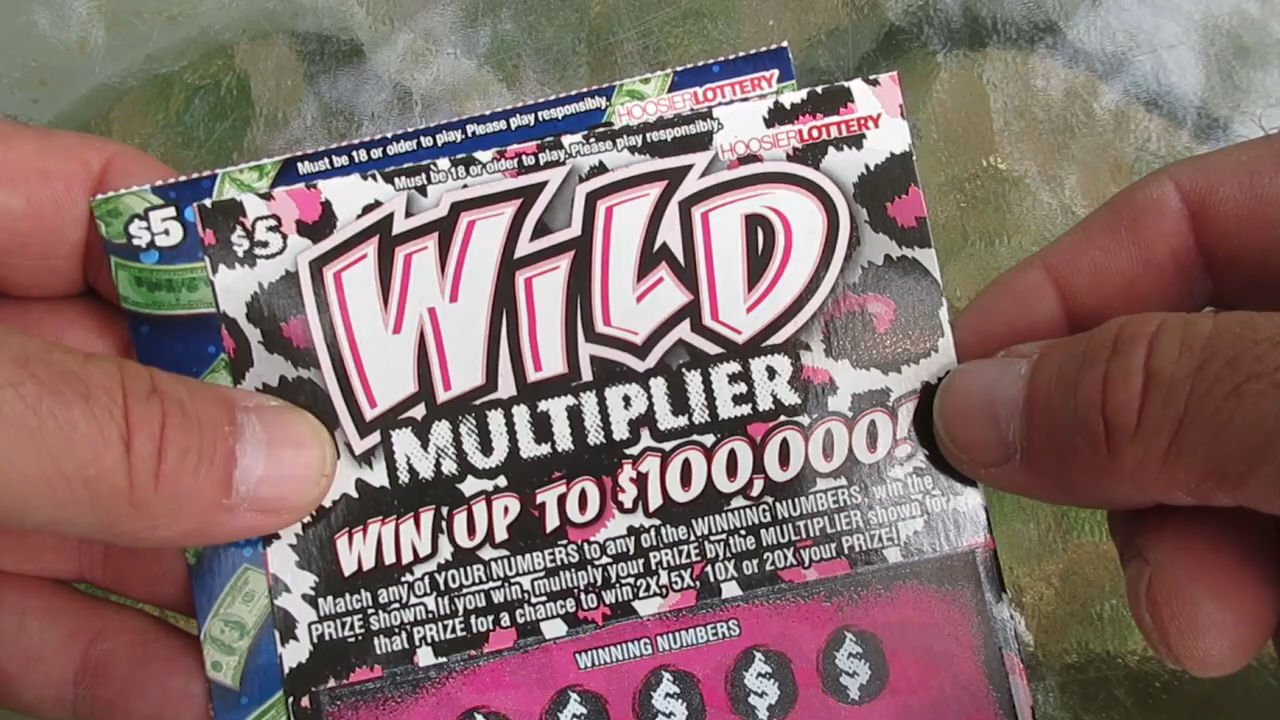 Must be 18 or older to play. Please play responsibly. HOOSIERLOTTERY
$5
Must be 18 or older to play. Please play responsibly. HOOSIERLOTTERY
$5
WiLD
MULTIPLIER
WIN UP TO $100,000!
Match any of YOUR NUMBERS to any of the WINNING NUMBERS, win the
PRIZE shown. If you win, multiply your PRIZE by the MULTIPLIER shown for
that PRIZE for a chance to win 2X, 5X, 10X or 20X your PRIZE!
WINNING NUMBERS
$ $ $ $